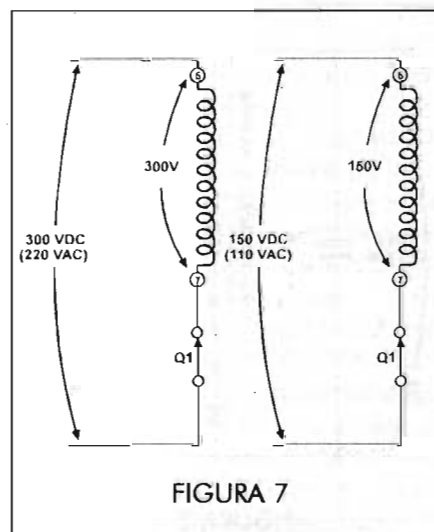 6
300V
300 VDC
(220 VAC)
7
Q1
6
150V
150 VDC
(110 VAC)
7
Q1
FIGURA 7